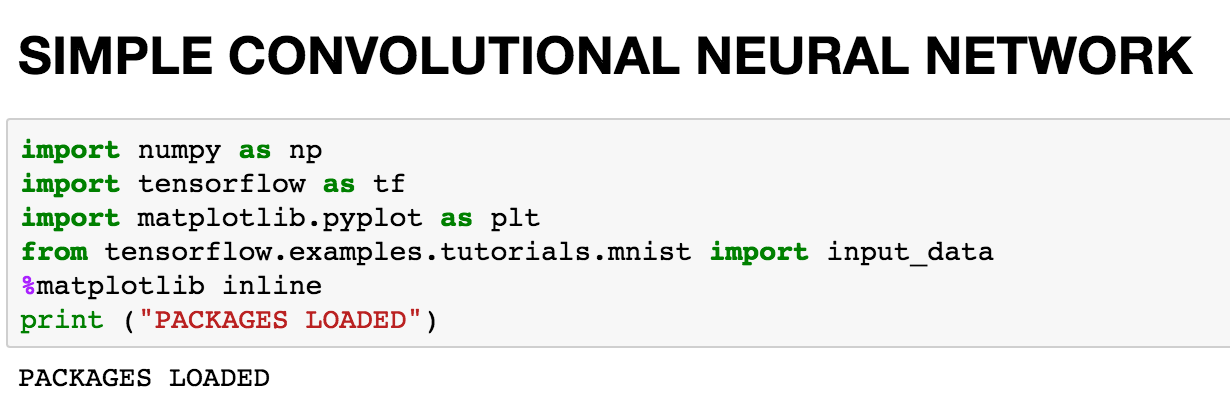 SIMPLE CONVOLUTIONAL NEURAL NETWORK
import numpy as np
import tensorflow as tf
import matplotlib.pyplot as plt
from tensorflow.examples.tutorials.mnist import input_data
%matplotlib inline
print ("PACKAGES LOADED")
PACKAGES LOADED